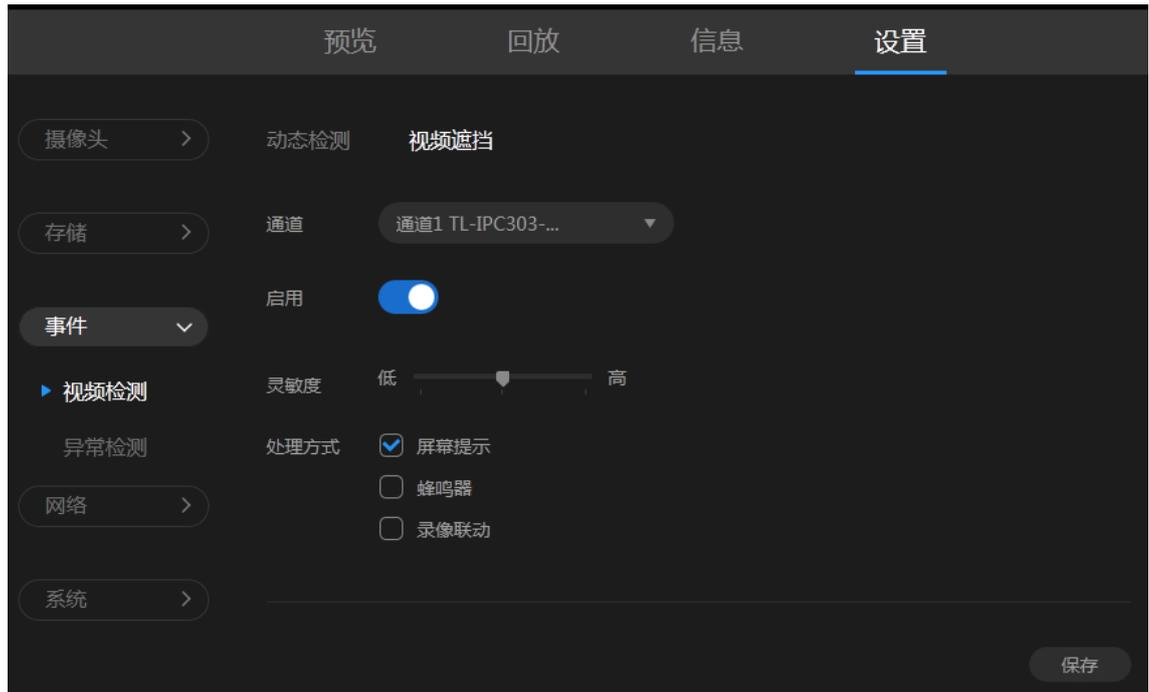 预览 回放 信息 设置
摄像头 动态检测 视频遮挡
存储 通道 通道1 TL-IPC303-...
启用
事件
灵敏度 低 高
视频检测
异常检测 处理方式 屏幕提示
蜂鸣器
网络
录像联动
系统
保存